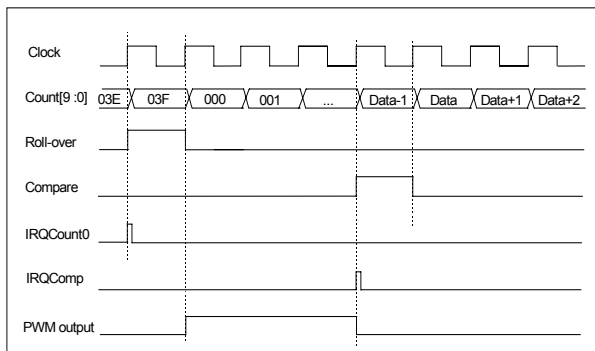 Clock
Count[9 :0] 03E 03F 000 001 ... Data-1 Data Data+1 Data+2
Roll-over
Compare
IRQCount0
IRQComp
PWM output